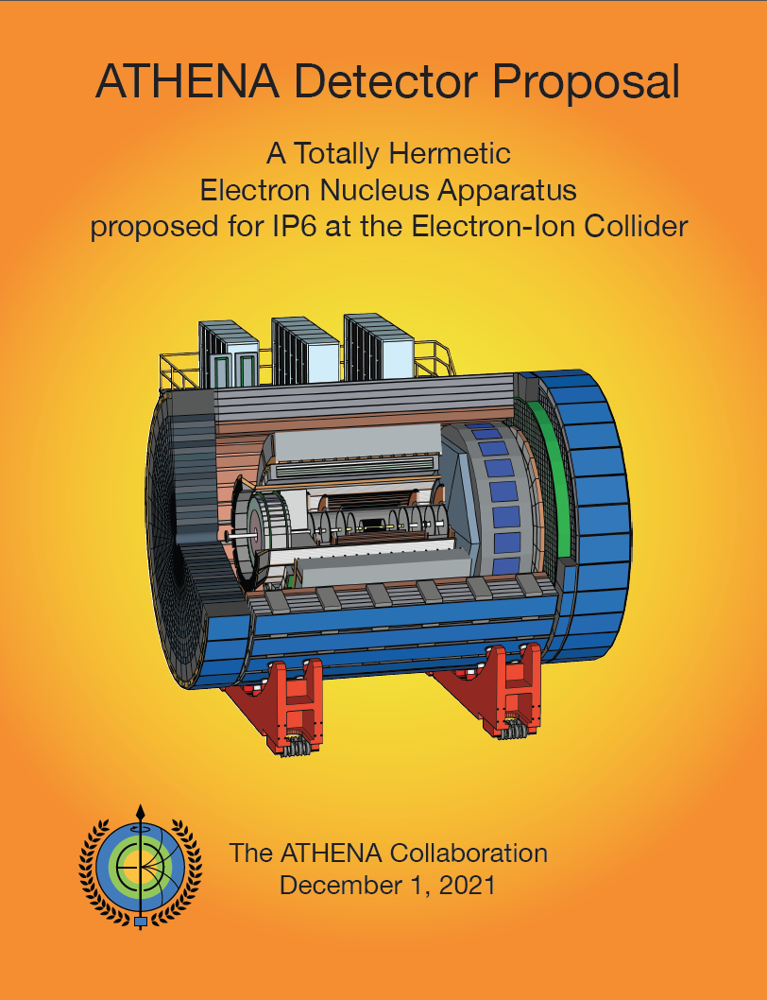 ATHENA Detector Proposal
A Totally Hermetic
Electron Nucleus Apparatus
proposed for IP6 at the Electron-Ion Collider
The ATHENA Collaboration
December 1, 2021